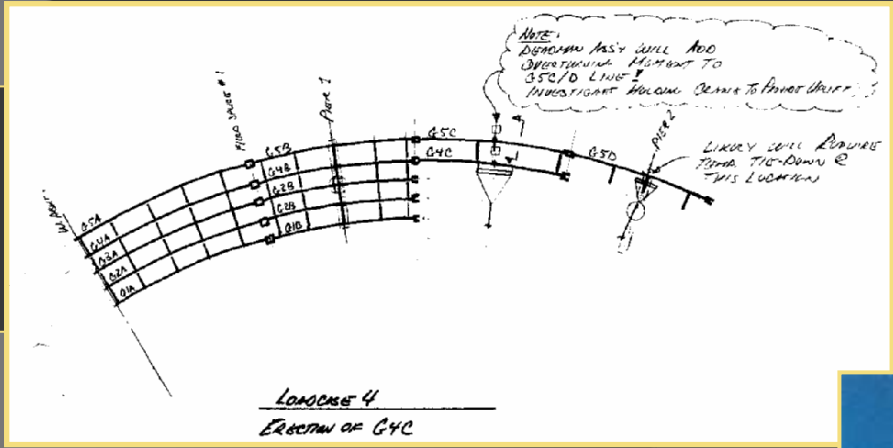 NOTE:
DEADMAN ASS'Y WILL ADD
OVERTURNING MOMENT TO
G5C/D LINE!
INVESTIGATE HOLDING CRANE TO PROVIDE UPLIFT
FIELD SPLICE #1
PIER 1
PIER 2
G5C
G4C
G5D
LIKELY WILL REQUIRE
TIE-DOWN @
THIS LOCATION
G5B
G4B
G2B
G1B
G5A
G4A
G3A
G2A
G1A
LOADCASE 4
ERECTION OF G4C